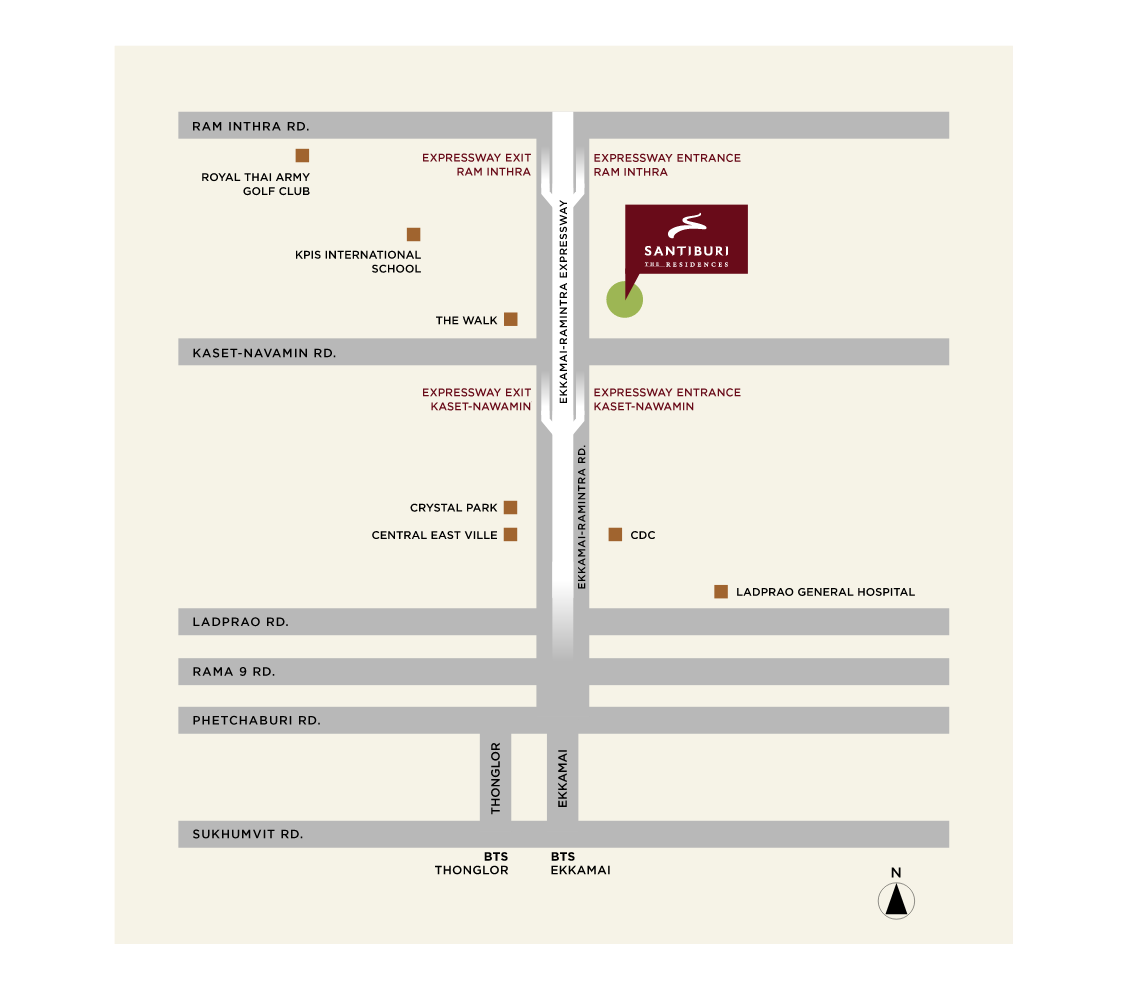 RAM INTHRA RD.
EXPRESSWAY EXIT
RAM INTHRA
EXPRESSWAY ENTRANCE
RAM INTHRA
ROYAL THAI ARMY
GOLF CLUB
KPIS INTERNATIONAL
SCHOOL
EKKAMAI-RAMINTRA EXPRESSWAY
SANTIBURI
THE RESIDENCES
THE WALK
KASET-NAVAMIN RD.
EXPRESSWAY EXIT
KASET-NAWAMIN
EXPRESSWAY ENTRANCE
KASET-NAWAMIN
EKKAMAI-RAMINTRA RD.
CRYSTAL PARK
CENTRAL EAST VILLE
CDC
LADPRAO GENERAL HOSPITAL
LADPRAO RD.
RAMA 9 RD.
PHETCHABURI RD.
THONGLOR
EKKAMAI
SUKHUMVIT RD.
BTS
THONGLOR
BTS
EKKAMAI
N